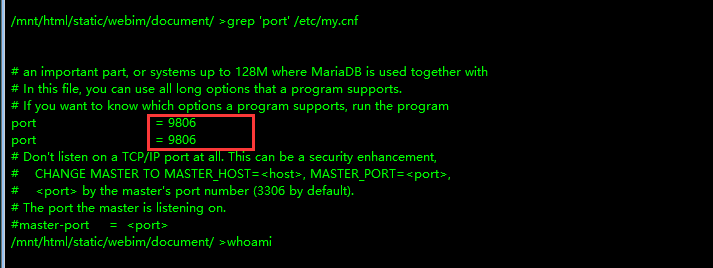 /mnt/html/static/webim/document/ >grep 'port' /etc/my.cnf
# an important part, or systems up to 128M where MariaDB is used together with
# In this file, you can use all long options that a program supports.
# If you want to know which options a program supports, run the program
port = 9806
port = 9806
# Don't listen on a TCP/IP port at all. This can be a security enhancement,
# CHANGE MASTER TO MASTER_HOST=<host>, MASTER_PORT=<port>,
# <port> by the master's port number (3306 by default).
# The port the master is listening on.
#master-port = <port>
/mnt/html/static/webim/document/ >whoami